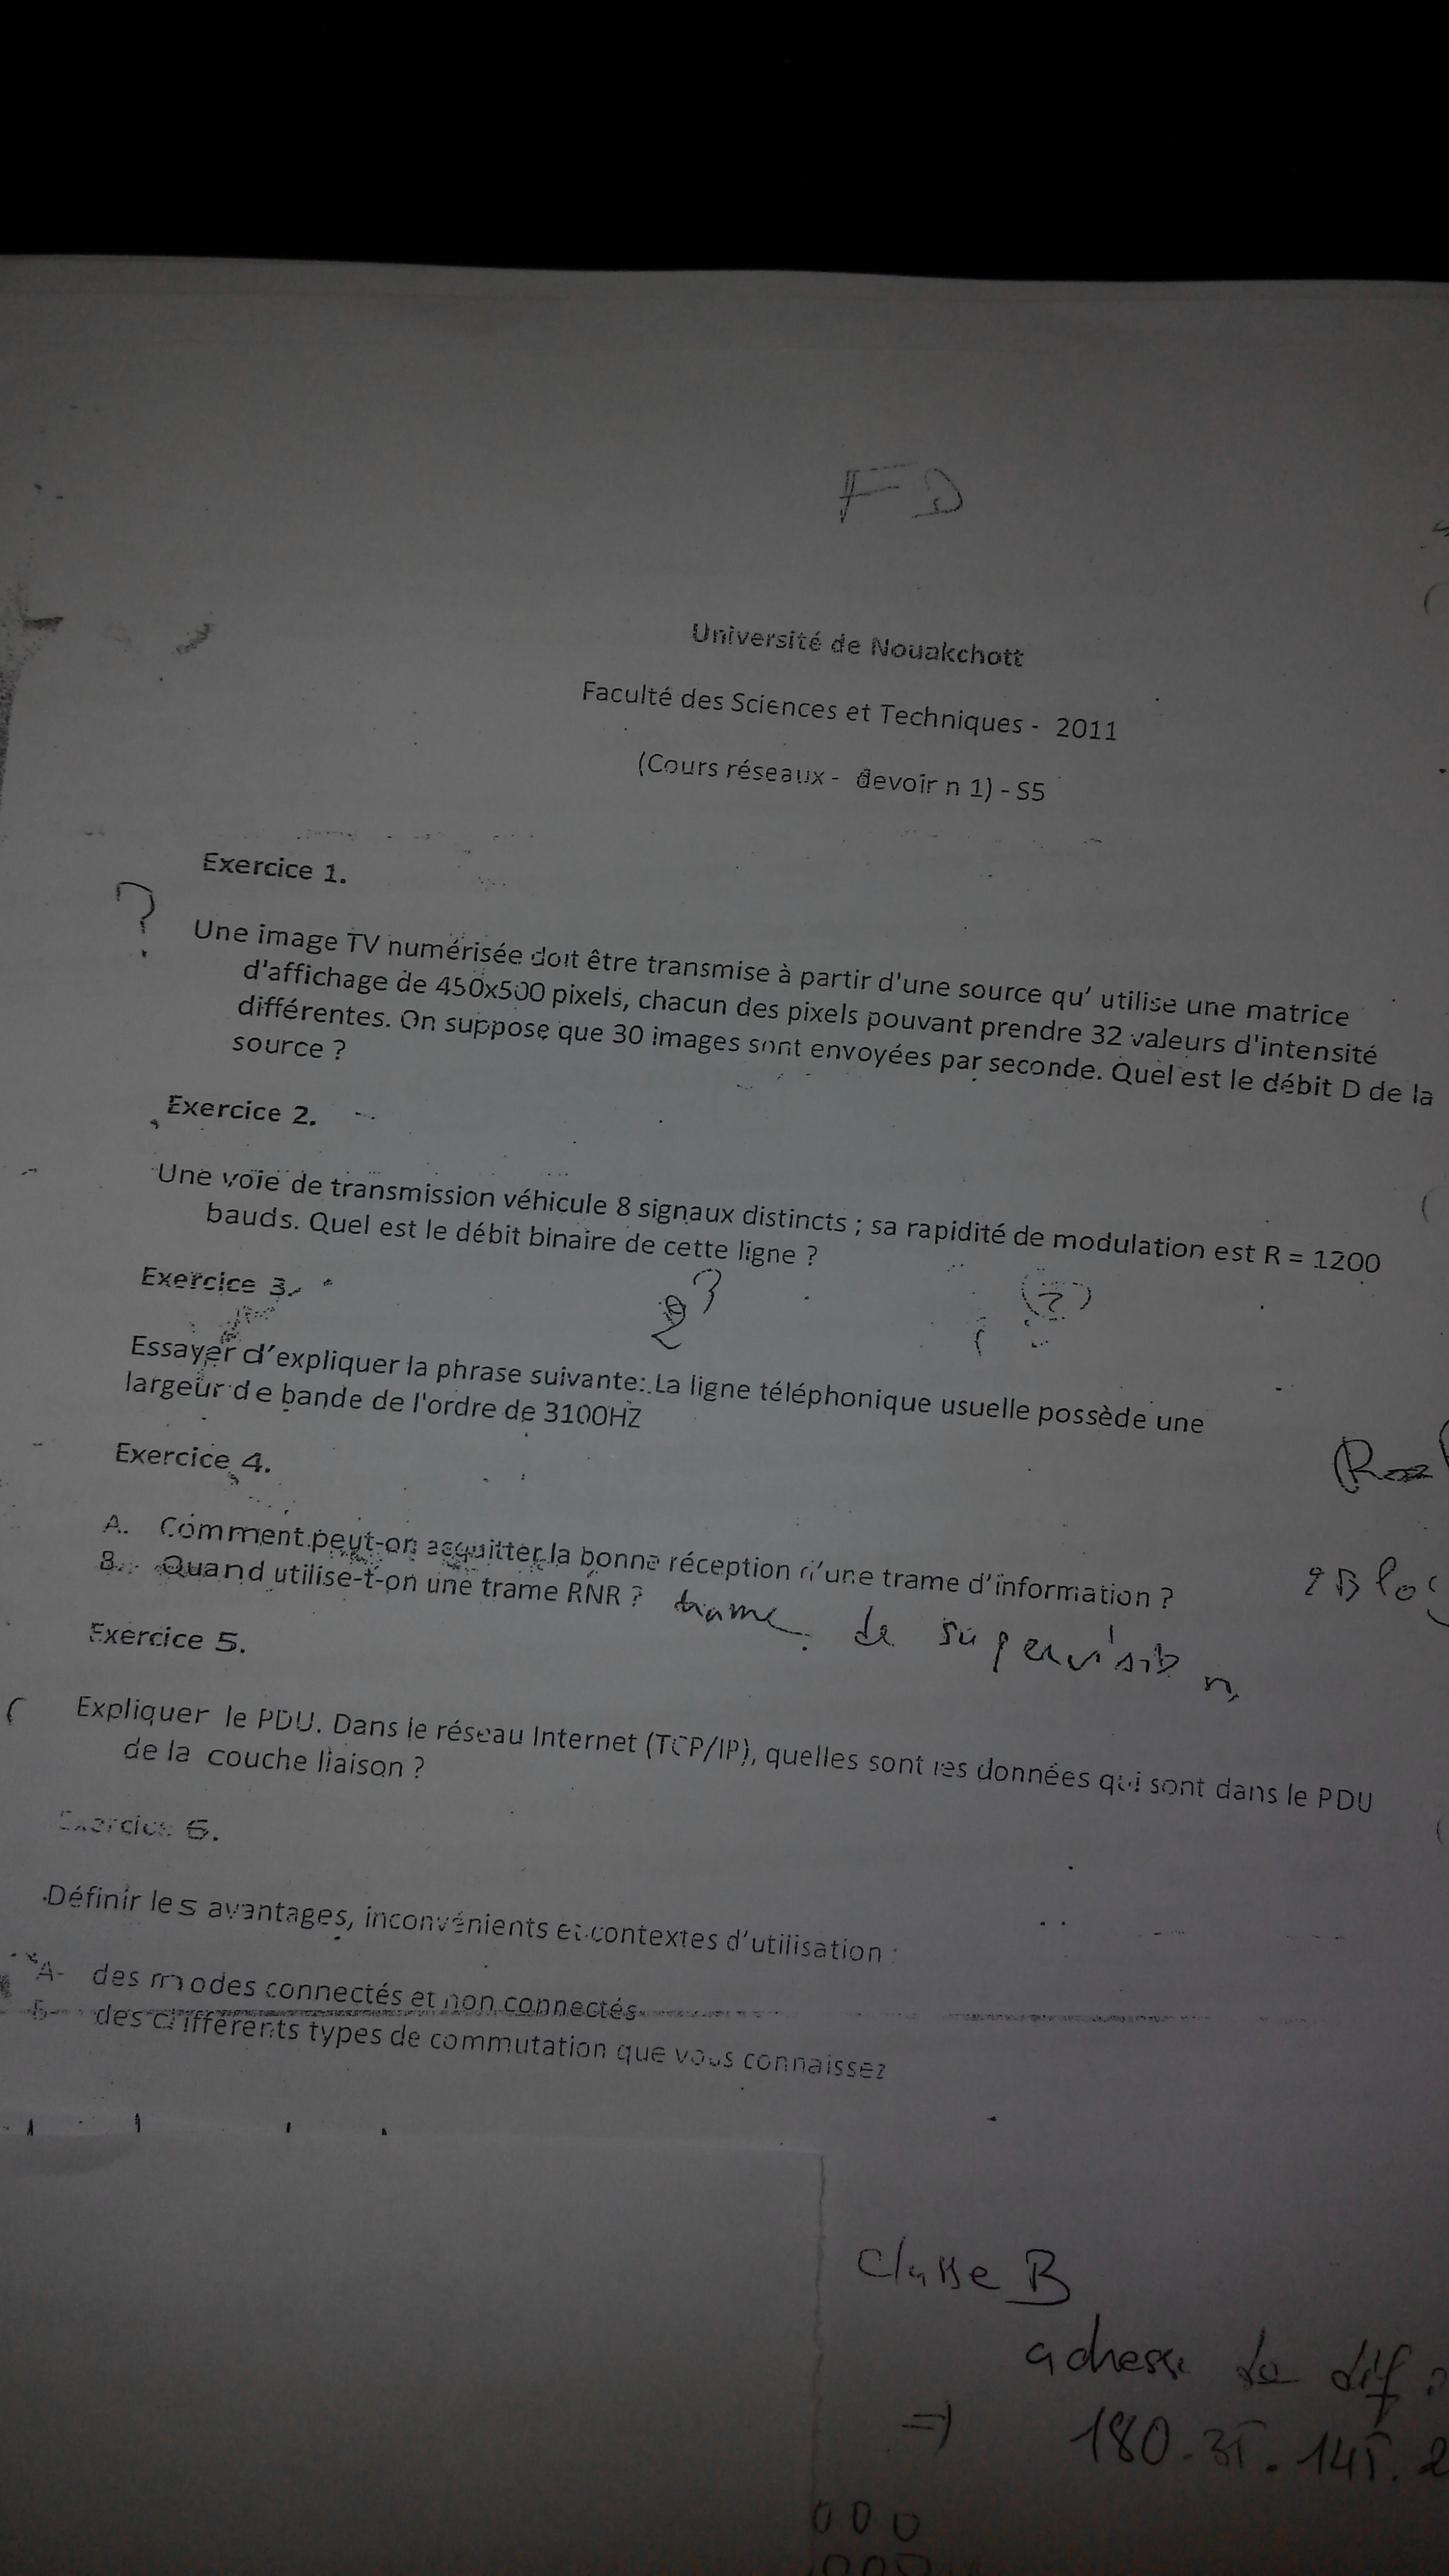 FD
Université de Nouakchott
Faculté des Sciences et Techniques - 2011
(Cours réseaux - devoir n 1) - S5
Exercice 1.
?
Une image TV numérisée doit être transmise à partir d'une source qu' utilise une matrice
d'affichage de 450x500 pixels, chacun des pixels pouvant prendre 32 valeurs d'intensité
différentes. On suppose que 30 images sont envoyées par seconde. Quel est le débit D de la
source ?
Exercice 2.
Une voie de transmission véhicule 8 signaux distincts ; sa rapidité de modulation est R = 1200
bauds. Quel est le débit binaire de cette ligne ?
Exercice 3.
2³
(?)
Essayer d'expliquer la phrase suivante: La ligne téléphonique usuelle possède une
largeur de bande de l'ordre de 3100HZ
Exercice 4.
A. Comment peut-on acquitter la bonne réception d'une trame d'information ?
B. Quand utilise-t-on une trame RNR ? trame de supervision
Exercice 5.
Expliquer le PDU. Dans le réseau Internet (TCP/IP), quelles sont les données qui sont dans le PDU
de la couche liaison ?
Exercice 6.
Définir les avantages, inconvénients et contextes d'utilisation :
A- des modes connectés et non connectés
B- des différents types de commutation que vous connaissez
Classe B
adresse de dif
=> 180.35.145.2
000